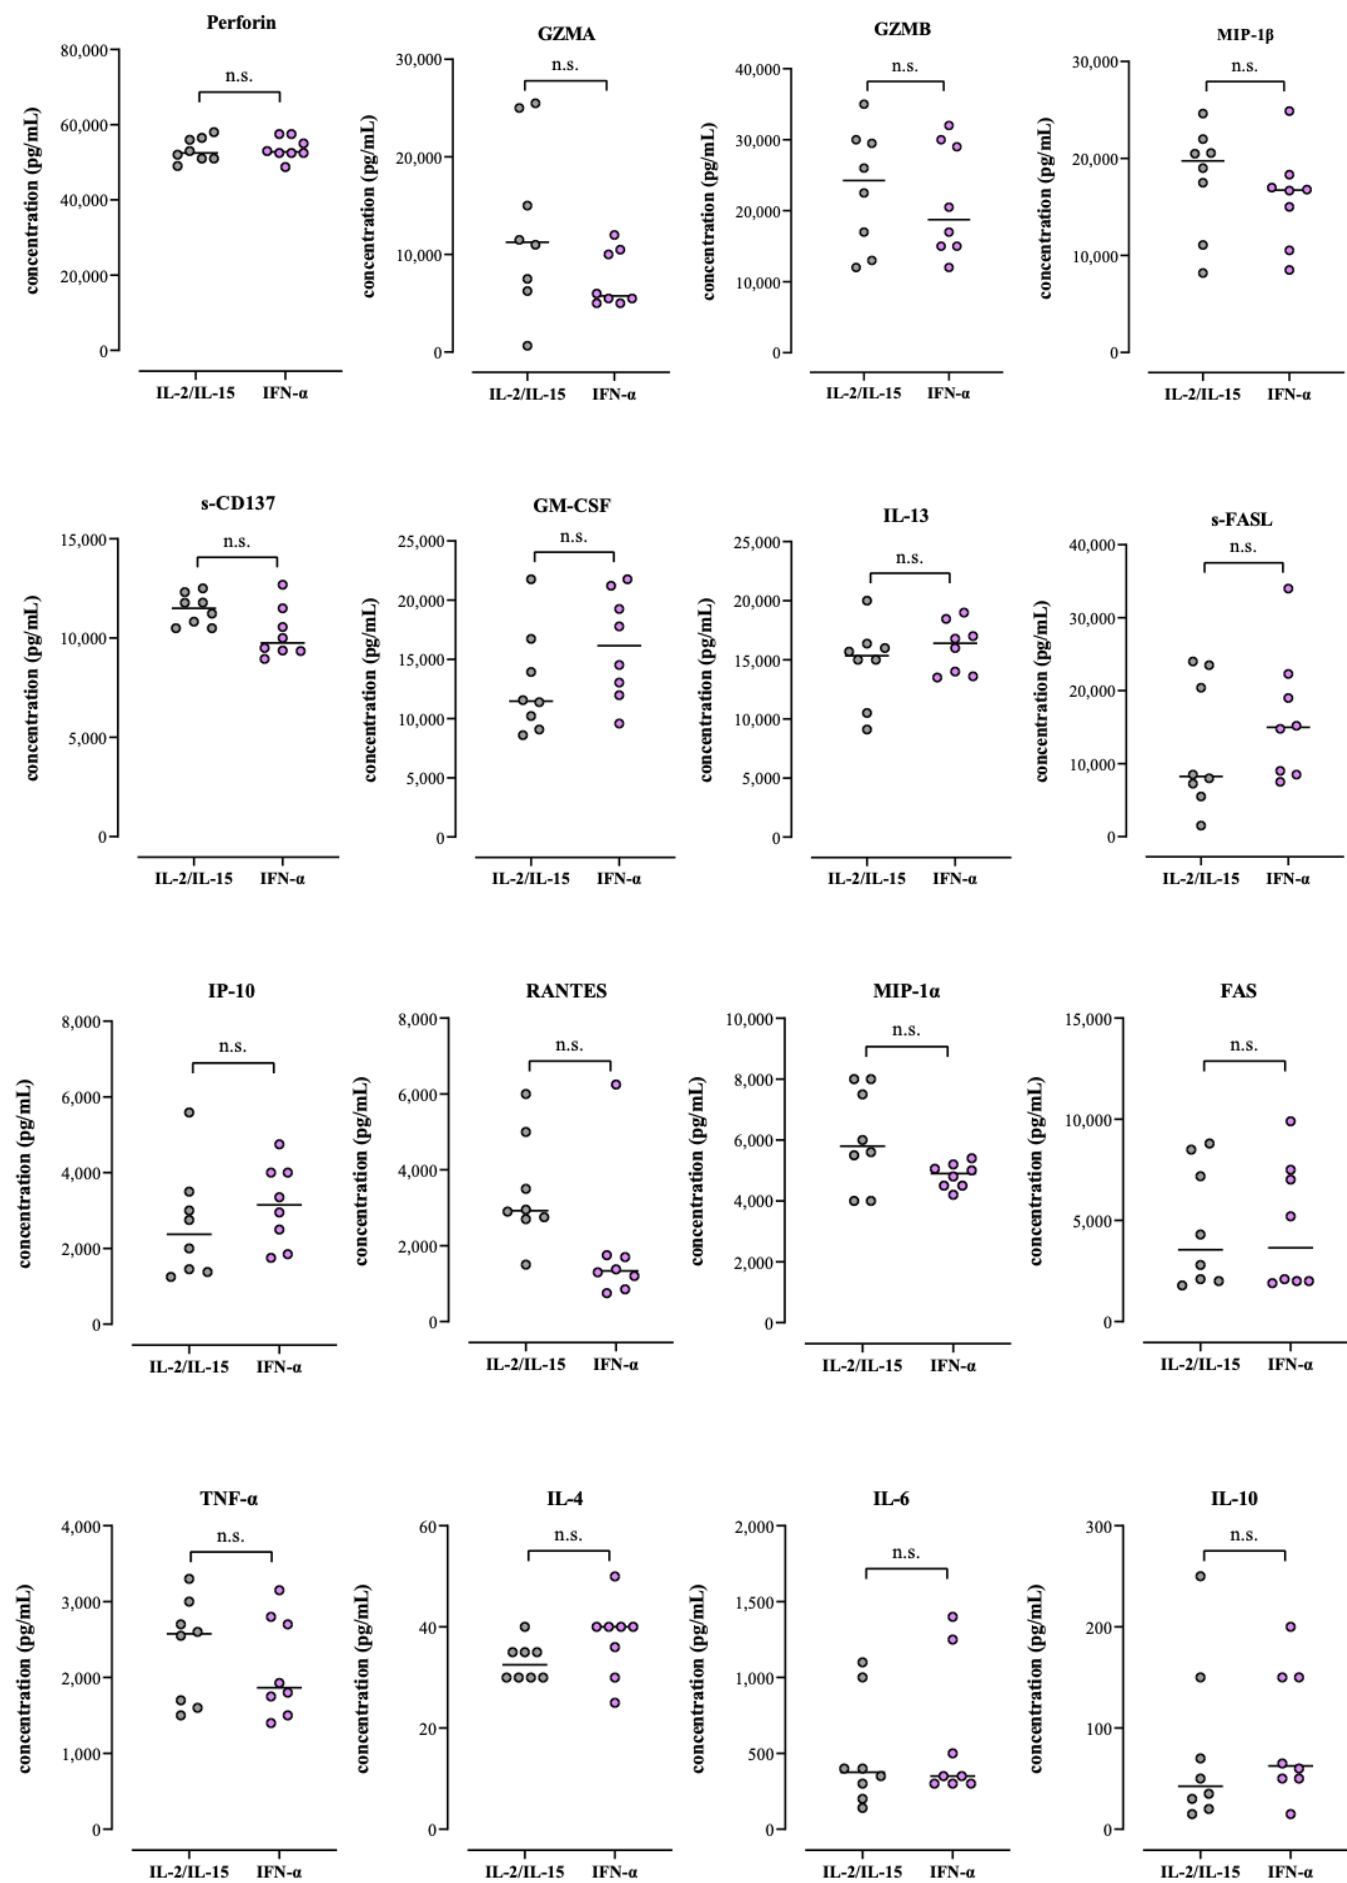 Perforin
GZMA
GZMB
MIP-1β
concentration (pg/mL)
80,000
60,000
40,000
20,000
0
n.s.
IL-2/IL-15 IFN-α
concentration (pg/mL)
30,000
20,000
10,000
0
n.s.
IL-2/IL-15 IFN-α
concentration (pg/mL)
40,000
30,000
20,000
10,000
0
n.s.
IL-2/IL-15 IFN-α
concentration (pg/mL)
30,000
20,000
10,000
0
n.s.
IL-2/IL-15 IFN-α
s-CD137
GM-CSF
IL-13
s-FASL
concentration (pg/mL)
15,000
10,000
5,000
0
n.s.
IL-2/IL-15 IFN-α
concentration (pg/mL)
25,000
20,000
15,000
10,000
5,000
0
n.s.
IL-2/IL-15 IFN-α
concentration (pg/mL)
25,000
20,000
15,000
10,000
5,000
0
n.s.
IL-2/IL-15 IFN-α
concentration (pg/mL)
40,000
30,000
20,000
10,000
0
n.s.
IL-2/IL-15 IFN-α
IP-10
RANTES
MIP-1α
FAS
concentration (pg/mL)
8,000
6,000
4,000
2,000
0
n.s.
IL-2/IL-15 IFN-α
concentration (pg/mL)
8,000
6,000
4,000
2,000
0
n.s.
IL-2/IL-15 IFN-α
concentration (pg/mL)
10,000
8,000
6,000
4,000
2,000
0
n.s.
IL-2/IL-15 IFN-α
concentration (pg/mL)
15,000
10,000
5,000
0
n.s.
IL-2/IL-15 IFN-α
TNF-α
IL-4
IL-6
IL-10
concentration (pg/mL)
4,000
3,000
2,000
1,000
0
n.s.
IL-2/IL-15 IFN-α
concentration (pg/mL)
60
40
20
0
n.s.
IL-2/IL-15 IFN-α
concentration (pg/mL)
2,000
1,500
1,000
500
0
n.s.
IL-2/IL-15 IFN-α
concentration (pg/mL)
300
200
100
0
n.s.
IL-2/IL-15 IFN-α